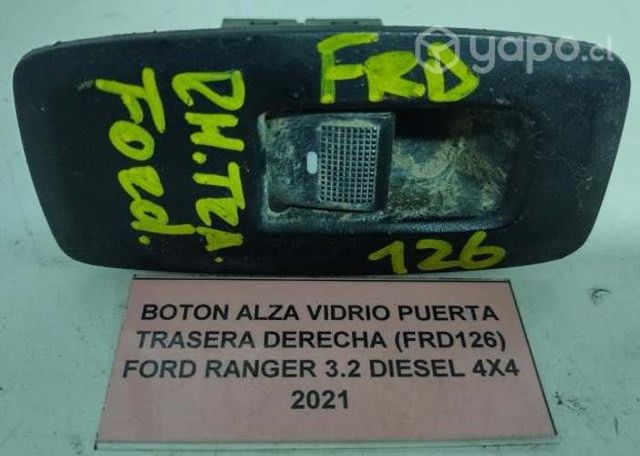 yapo.cl
FRD
RH.TRA.
Ford.
126
BOTON ALZA VIDRIO PUERTA
TRASERA DERECHA (FRD126)
FORD RANGER 3.2 DIESEL 4X4
2021